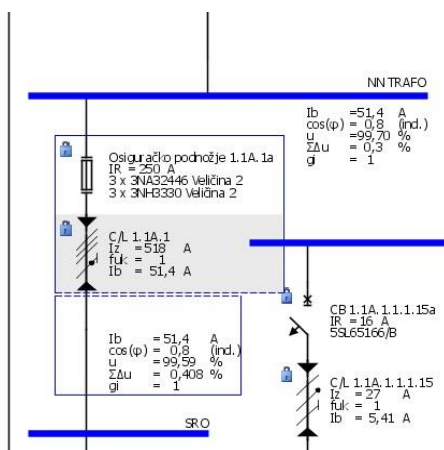 NN TRAFO
Ib =51,4 A
cos(φ) = 0,8 (ind.)
u =99,70 %
ΣΔu = 0,3 %
gi = 1
Osiguračko podnožje 1.1A.1a
IR = 250 A
3 x 3NA32446 Veličina 2
3 x 3NH3330 Veličina 2
C/L 1.1A.1
Iz = 518 A
fuk = 1
Ib = 51,4 A
CB 1.1A.1.1.1.15a
IR = 16 A
5SL65166/B
Ib =51,4 A
cos(φ) = 0,8 (ind.)
u =99,59 %
ΣΔu = 0,408 %
gi = 1
C/L 1.1A.1.1.1.15
Iz = 27 A
fuk = 1
Ib = 5,41 A
SRO